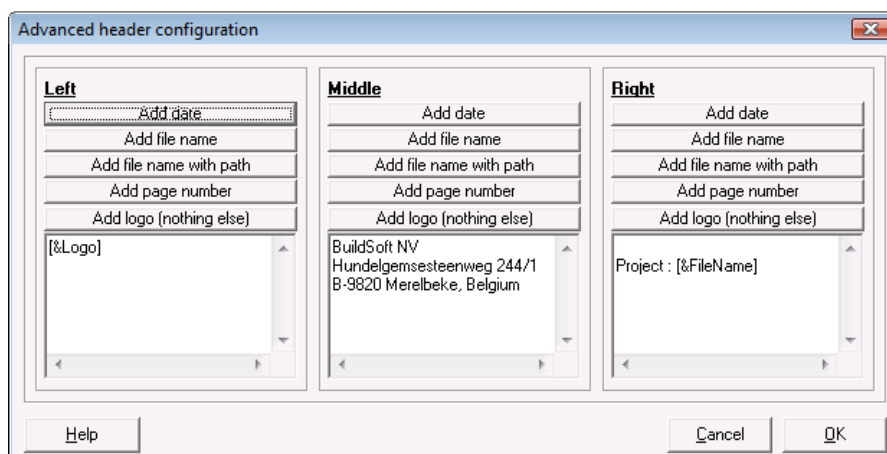 Advanced header configuration
Left
Add date
Add file name
Add file name with path
Add page number
Add logo (nothing else)
[&Logo]
Middle
Add date
Add file name
Add file name with path
Add page number
Add logo (nothing else)
BuildSoft NV
Hundelgemsesteenweg 244/1
B-9820 Merelbeke, Belgium
Right
Add date
Add file name
Add file name with path
Add page number
Add logo (nothing else)
Project : [&FileName]
Help
Cancel
OK